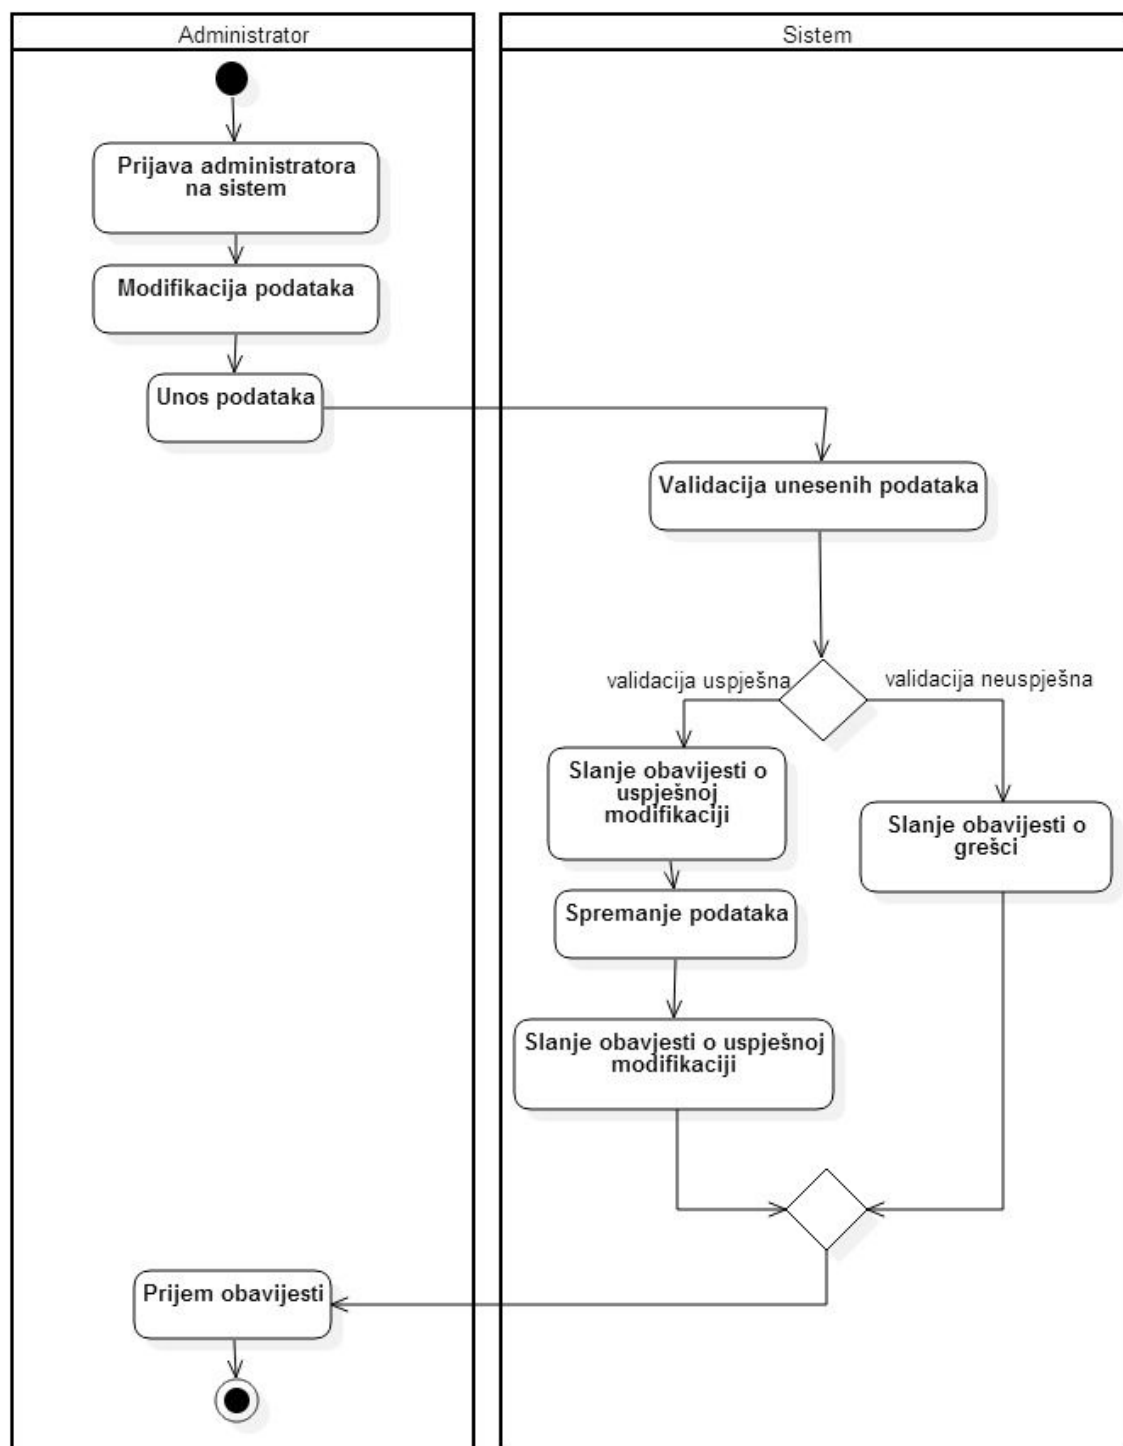 Administrator
Sistem
Prijava administratora
na sistem
Modifikacija podataka
Unos podataka
Validacija unesenih podataka
validacija uspješna
validacija neuspješna
Slanje obavijesti o
uspješnoj
modifikaciji
Slanje obavijesti o
grešci
Spremanje podataka
Slanje obavjesti o uspješnoj
modifikaciji
Prijem obavijesti